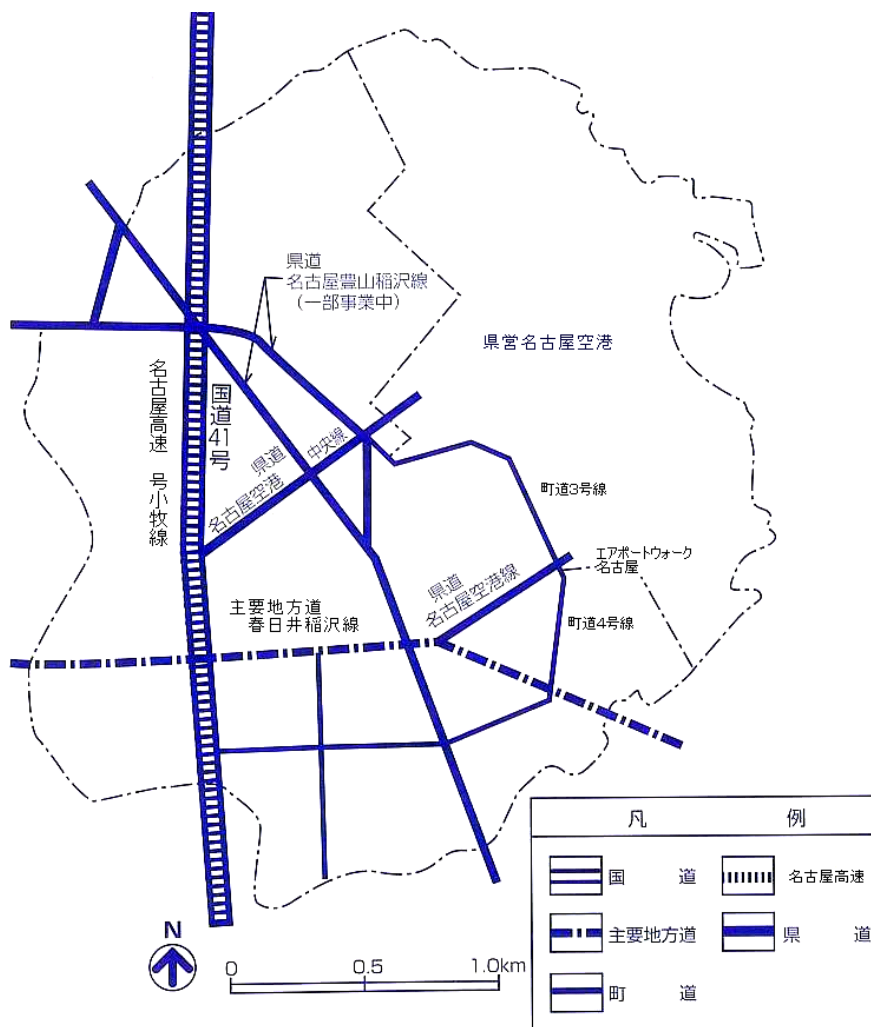 県道
名古屋豊山稲沢線
(一部事業中)
県営名古屋空港
名古屋高速 号小牧線
国道41号
県道
名古屋空港
中央線
町道3号線
エアポートウォーク
名古屋
県道
名古屋空港線
主要地方道
春日井稲沢線
町道4号線
N
0 0.5 1.0km
凡 例
国 道
名古屋高速
主要地方道
県 道
町 道